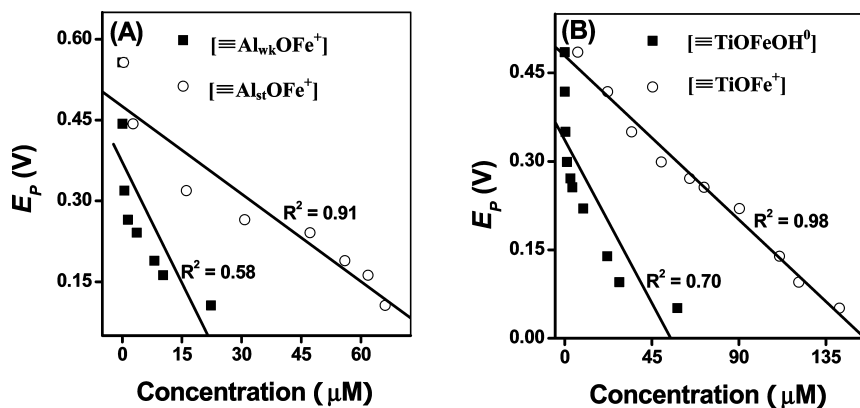 (A)
[≡Al_wkOFe⁺]
[≡Al_stOFe⁺]
0.60
0.45
0.30
0.15
E_P (V)
R² = 0.91
R² = 0.58
0 15 30 45 60
Concentration ( μM)
(B)
[≡TiOFeOH⁰]
[≡TiOFe⁺]
0.45
0.30
0.15
0.00
E_P (V)
R² = 0.98
R² = 0.70
0 45 90 135
Concentration ( μM)